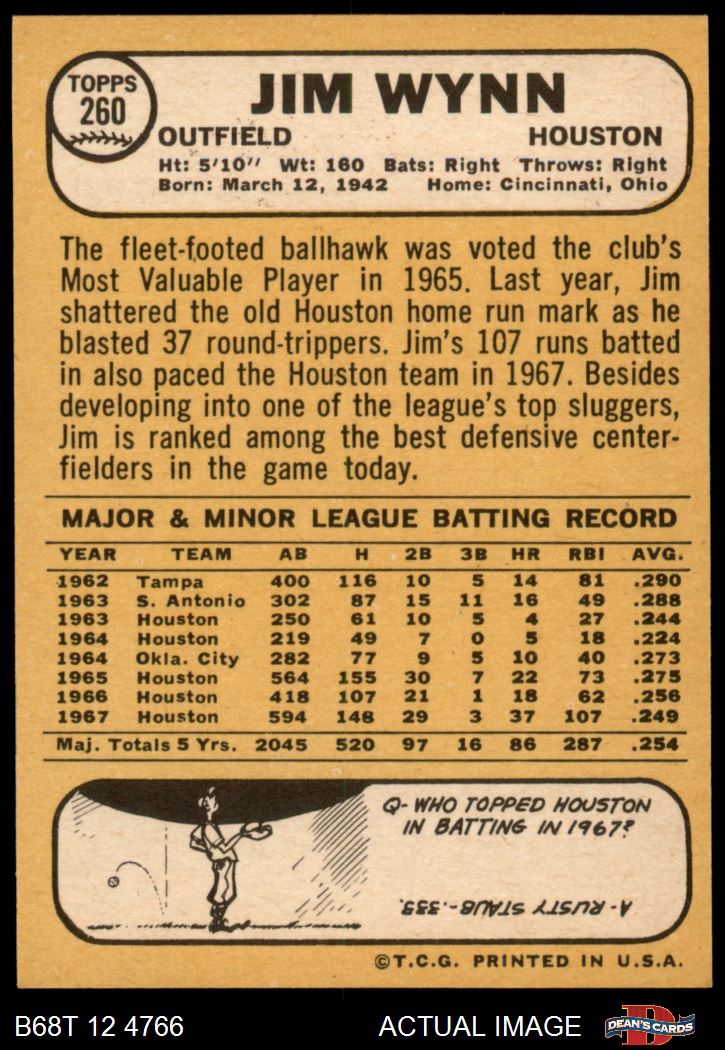 TOPPS
260
JIM WYNN
OUTFIELD HOUSTON
Ht: 5'10" Wt: 160 Bats: Right Throws: Right
Born: March 12, 1942 Home: Cincinnati, Ohio
The fleet-footed ballhawk was voted the club's
Most Valuable Player in 1965. Last year, Jim
shattered the old Houston home run mark as he
blasted 37 round-trippers. Jim's 107 runs batted
in also paced the Houston team in 1967. Besides
developing into one of the league's top sluggers,
Jim is ranked among the best defensive center-
fielders in the game today.
MAJOR & MINOR LEAGUE BATTING RECORD
YEAR TEAM AB H 2B 3B HR RBI AVG.
1962 Tampa 400 116 10 5 14 81 .290
1963 S. Antonio 302 87 15 11 16 49 .288
1963 Houston 250 61 10 5 4 27 .244
1964 Houston 219 49 7 0 5 18 .224
1964 Okla. City 282 77 9 5 10 40 .273
1965 Houston 564 155 30 7 22 73 .275
1966 Houston 418 107 21 1 18 62 .256
1967 Houston 594 148 29 3 37 107 .249
Maj. Totals 5 Yrs. 2045 520 97 16 86 287 .254
Q- WHO TOPPED HOUSTON
IN BATTING IN 1967?
A- RUSTY STAUB-.333.
©T.C.G. PRINTED IN U.S.A.
B68T 12 4766 ACTUAL IMAGE DEAN'S CARDS